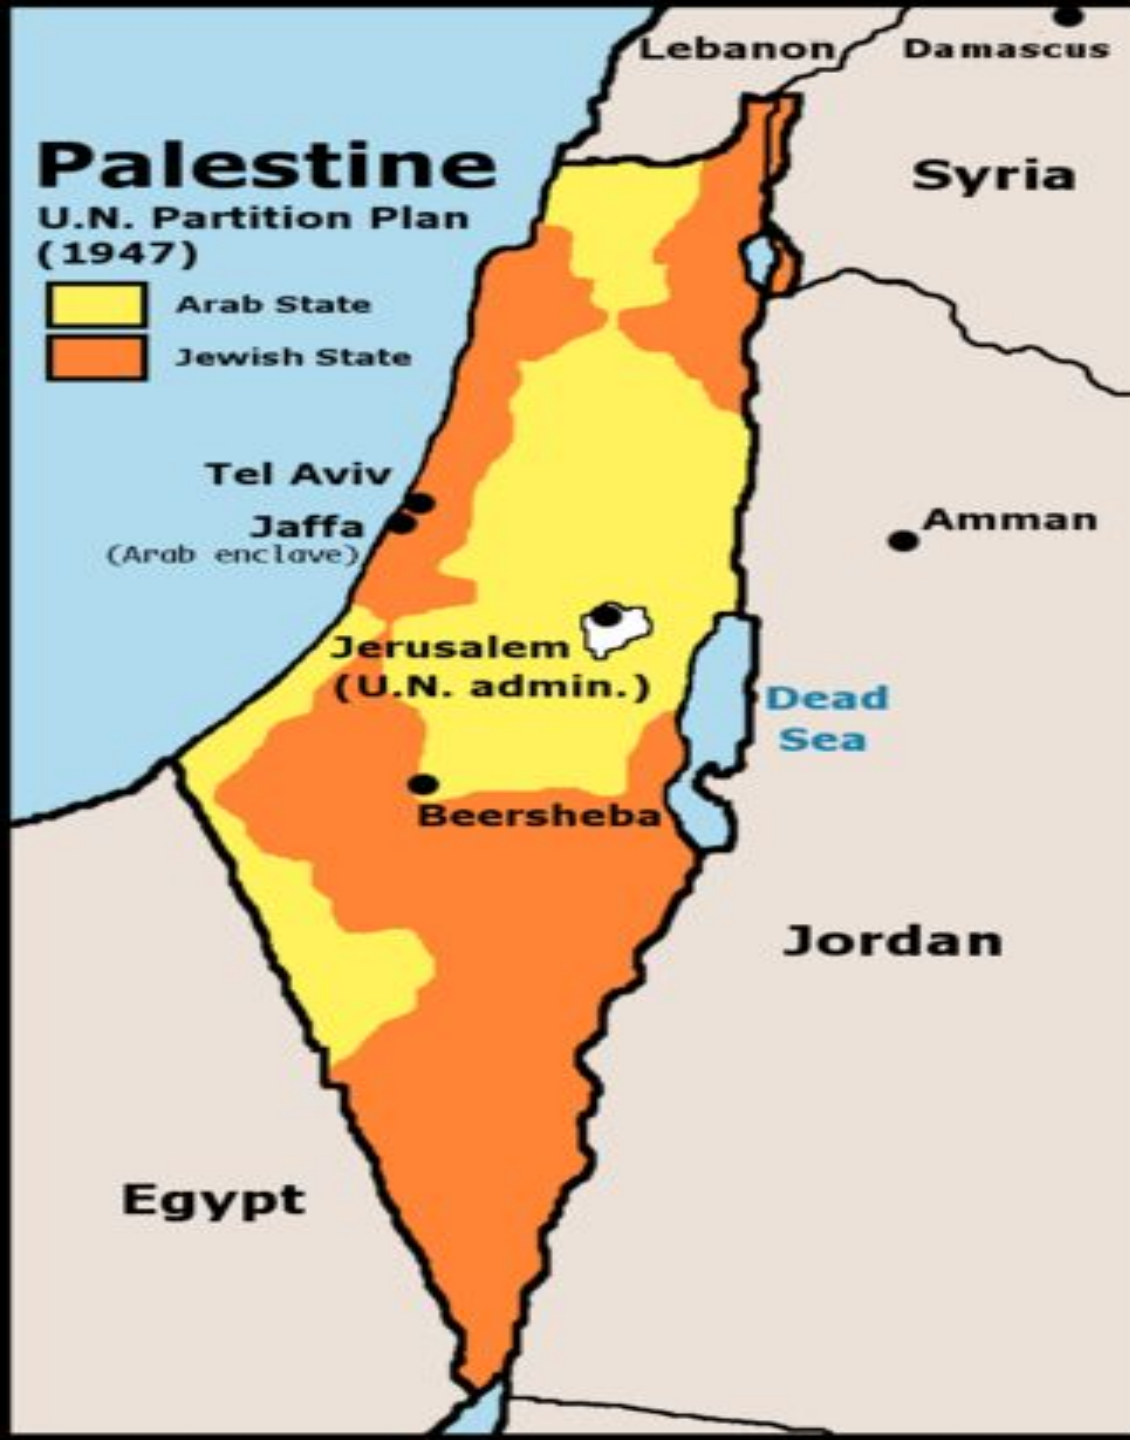 Lebanon
Damascus
Palestine
U.N. Partition Plan
(1947)
Arab State
Jewish State
Syria
Tel Aviv
Jaffa
(Arab enclave)
Amman
Jerusalem
(U.N. admin.)
Dead
Sea
Beersheba
Jordan
Egypt